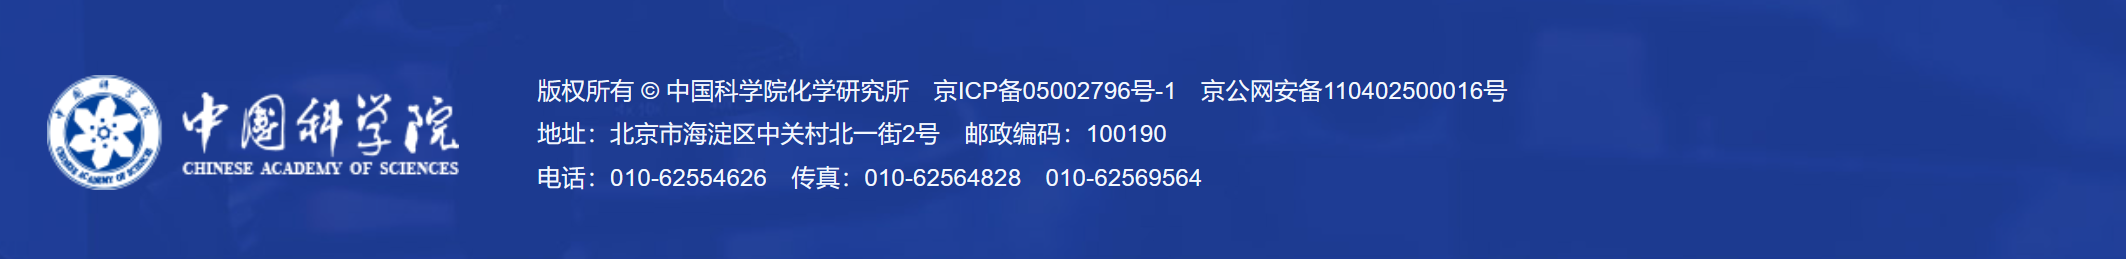 中国科学院
CHINESE ACADEMY OF SCIENCES
版权所有 © 中国科学院化学研究所 京ICP备05002796号-1 京公网安备110402500016号
地址：北京市海淀区中关村北一街2号 邮政编码：100190
电话：010-62554626 传真：010-62564828 010-62569564